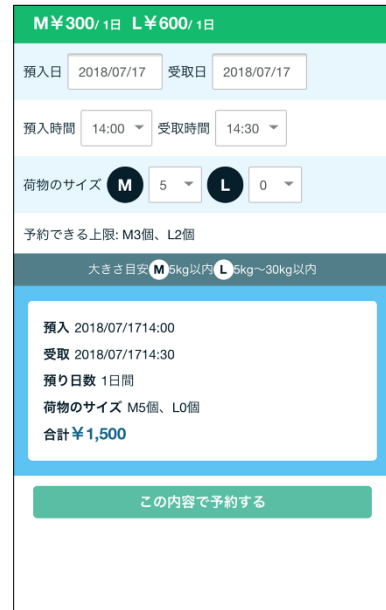 M¥300/ 1日 L¥600/ 1日
預入日 2018/07/17 受取日 2018/07/17
預入時間 14:00 受取時間 14:30
荷物のサイズ M 5 L 0
予約できる上限: M3個、L2個
大きさ目安M5kg以内L5kg〜30kg以内
預入 2018/07/1714:00
受取 2018/07/1714:30
預り日数 1日間
荷物のサイズ M5個、L0個
合計¥1,500
この内容で予約する